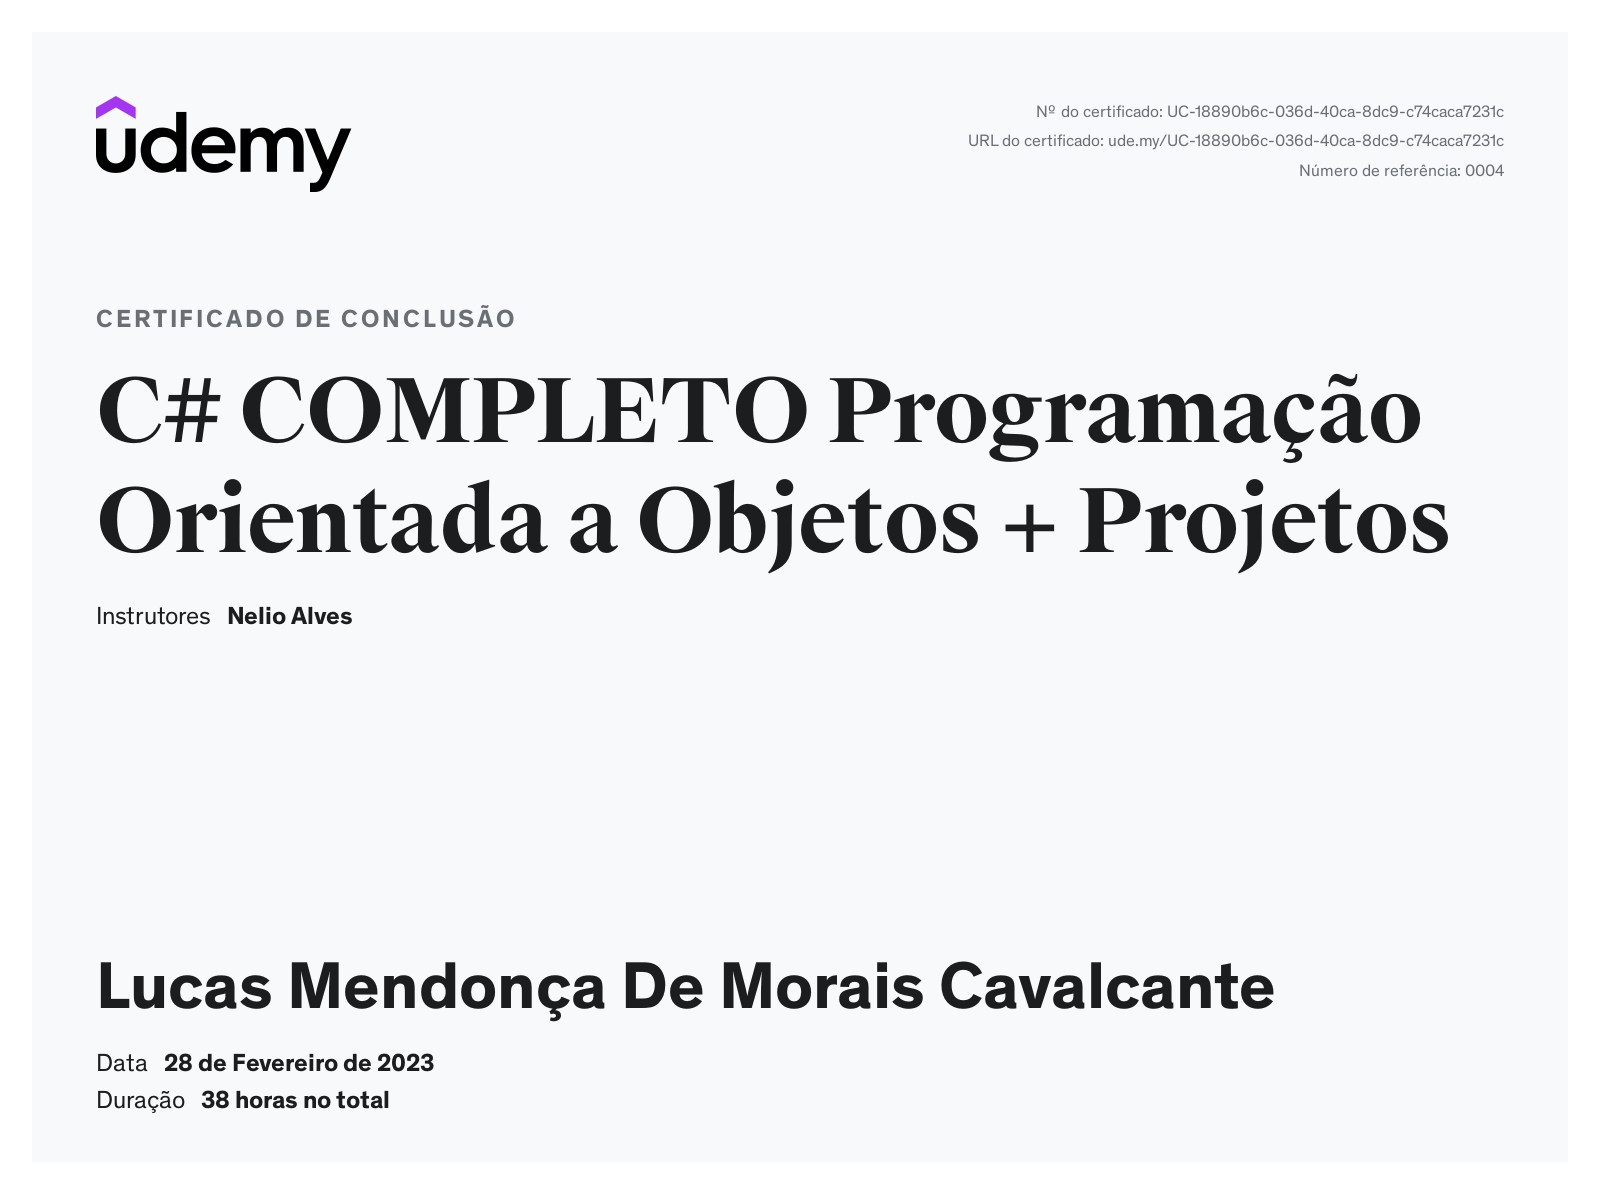 udemy
Nº do certificado: UC-18890b6c-036d-40ca-8dc9-c74caca7231c
URL do certificado: ude.my/UC-18890b6c-036d-40ca-8dc9-c74caca7231c
Número de referência: 0004
CERTIFICADO DE CONCLUSÃO
C# COMPLETO Programação
Orientada a Objetos + Projetos
Instrutores Nelio Alves
Lucas Mendonça De Morais Cavalcante
Data 28 de Fevereiro de 2023
Duração 38 horas no total